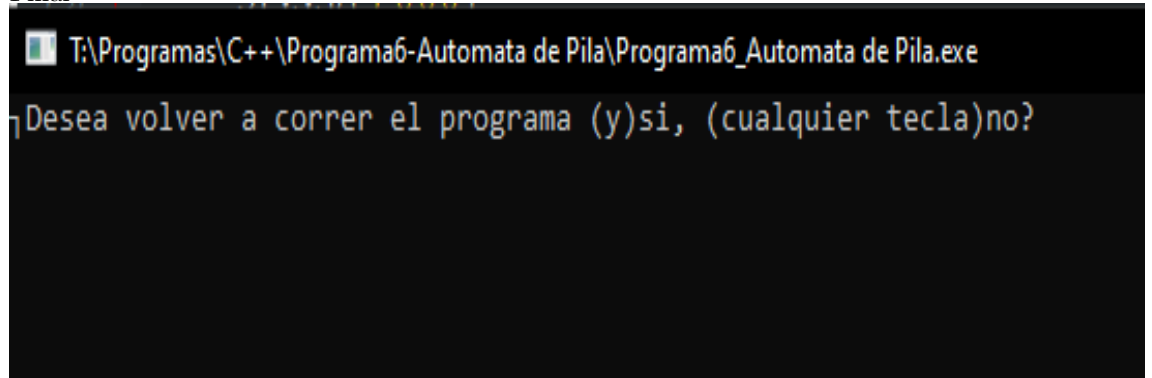 T:\Programas\C++\Programa6-Automata de Pila\Programa6_Automata de Pila.exe
┐Desea volver a correr el programa (y)si, (cualquier tecla)no?